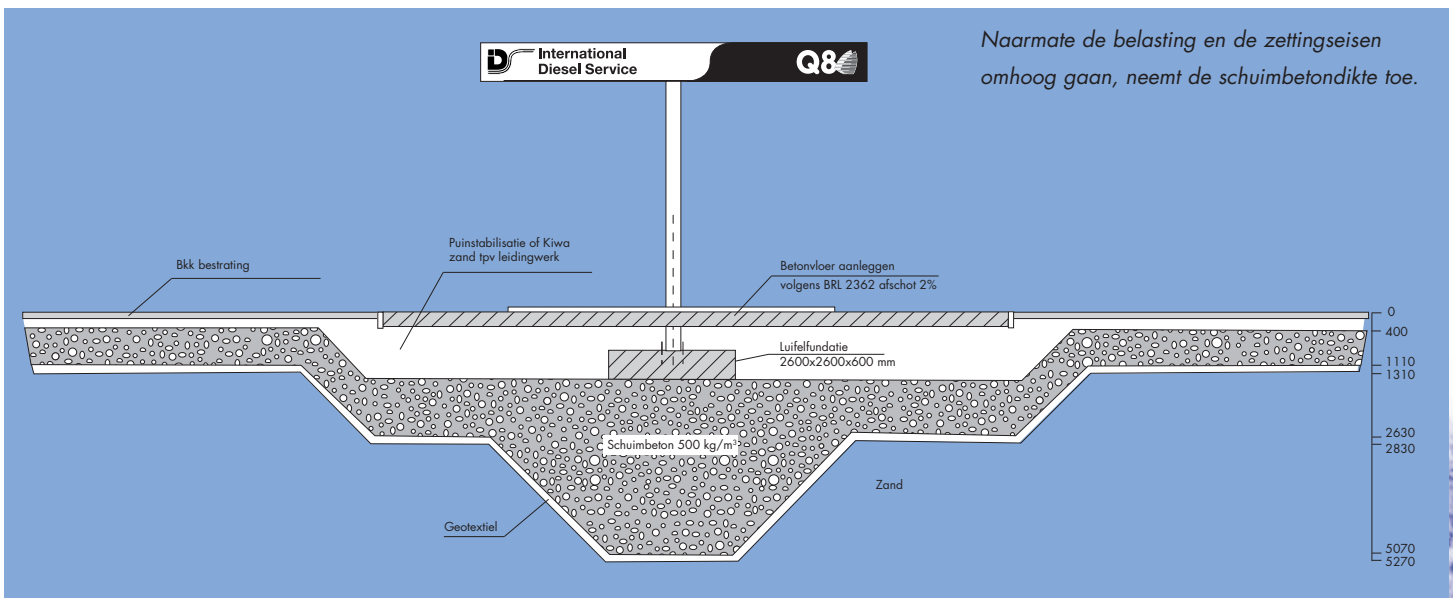 International
Diesel Service
Q8
Naarmate de belasting en de zettingseisen
omhoog gaan, neemt de schuimbetondikte toe.
Puinstabilisatie of Kiwa
zand tpv leidingwerk
Bkk bestrating
Betonvloer aanleggen
volgens BRL 2362 afschot 2%
Luifelfundatie
2600x2600x600 mm
Schuimbeton 500 kg/m³
Zand
Geotextiel
0
400
1110
1310
2630
2830
5070
5270